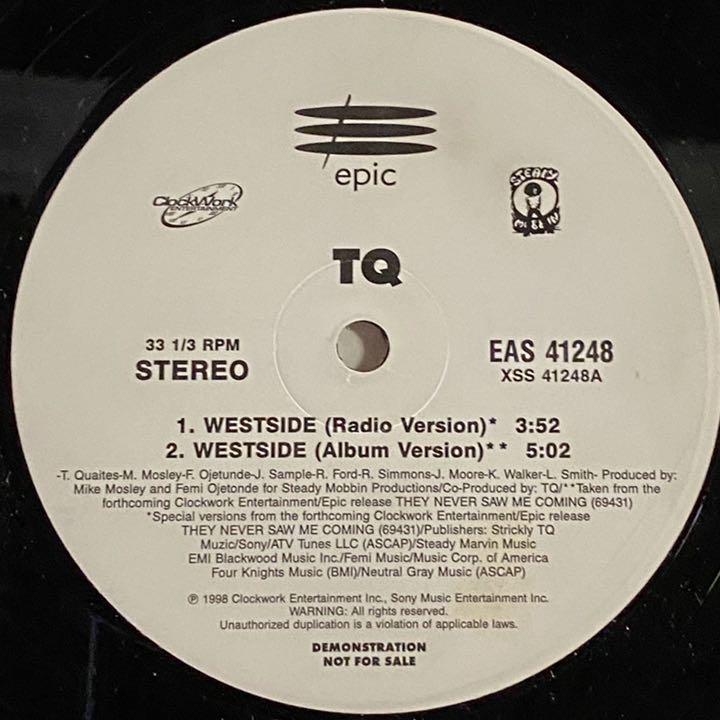 epic
ClockWork
ENTERTAINMENT
STEADY
MOBBIN
TQ
33 1/3 RPM
STEREO
EAS 41248
XSS 41248A
1. WESTSIDE (Radio Version)* 3:52
2. WESTSIDE (Album Version)** 5:02
-T. Quaites-M. Mosley-F. Ojetunde-J. Sample-R. Ford-R. Simmons-J. Moore-K. Walker-L. Smith- Produced by:
Mike Mosley and Femi Ojetonde for Steady Mobbin Productions/Co-Produced by: TQ/**Taken from the
forthcoming Clockwork Entertainment/Epic release THEY NEVER SAW ME COMING (69431)
*Special versions from the forthcoming Clockwork Entertainment/Epic release
THEY NEVER SAW ME COMING (69431)/Publishers: Strickly TQ
Muzic/Sony/ATV Tunes LLC (ASCAP)/Steady Marvin Music
EMI Blackwood Music Inc./Femi Music/Music Corp. of America
Four Knights Music (BMI)/Neutral Gray Music (ASCAP)
℗ 1998 Clockwork Entertainment Inc., Sony Music Entertainment Inc.
WARNING: All rights reserved.
Unauthorized duplication is a violation of applicable laws.
DEMONSTRATION
NOT FOR SALE